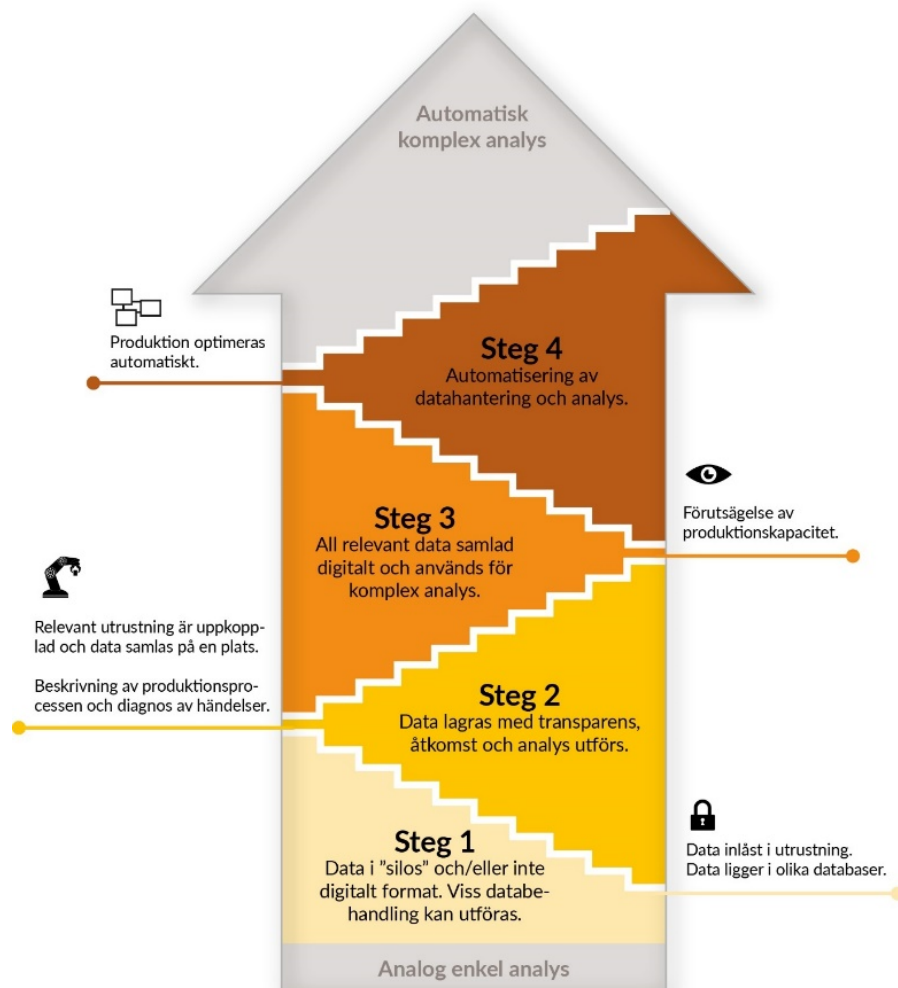 Automatisk
komplex analys
Produktion optimeras
automatiskt.
Steg 4
Automatisering av
datahantering och analys.
Förutsägelse av
produktionskapacitet.
Steg 3
All relevant data samlad
digitalt och används för
komplex analys.
Relevant utrustning är uppkopp-
lad och data samlas på en plats.
Beskrivning av produktionspro-
cessen och diagnos av händelser.
Steg 2
Data lagras med transparens,
åtkomst och analys utförs.
Data inlåst i utrustning.
Data ligger i olika databaser.
Steg 1
Data i ”silos” och/eller inte
digitalt format. Viss databe-
handling kan utföras.
Analog enkel analys